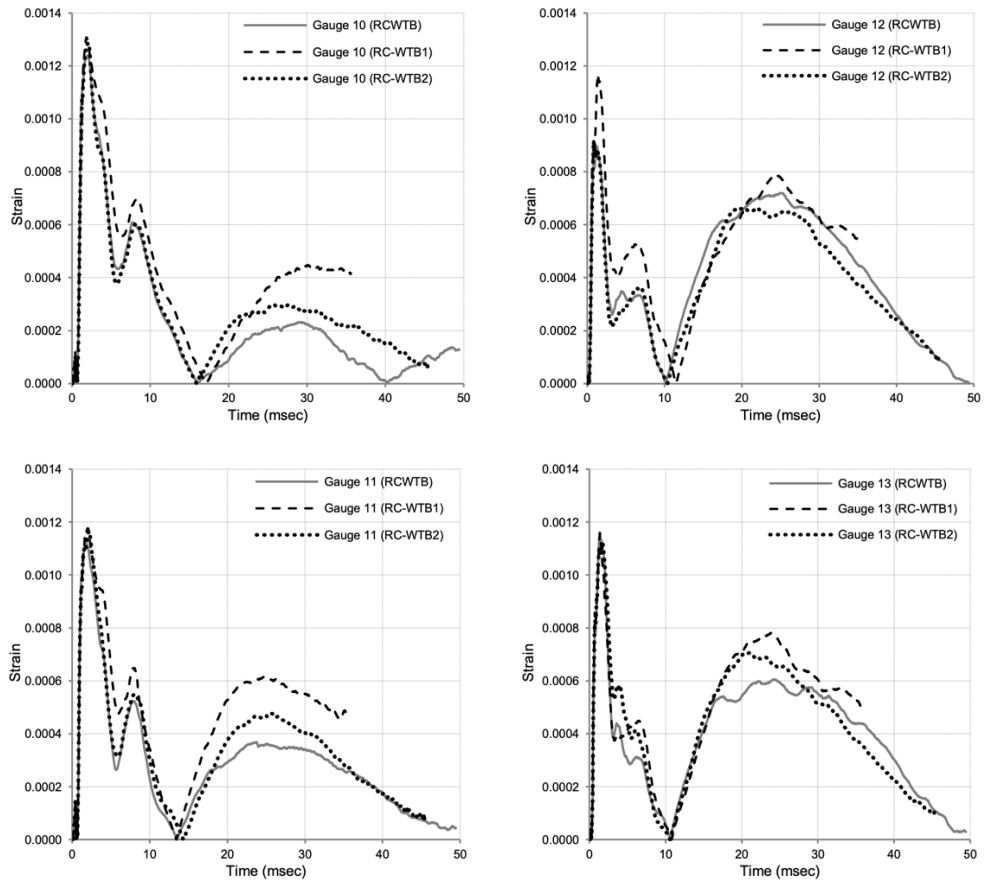 0.0014
0.0012
0.0010
0.0008
0.0006
0.0004
0.0002
0.0000
Strain
0
10
20
30
40
50
Time (msec)
Gauge 10 (RCWTB)
Gauge 10 (RC-WTB1)
Gauge 10 (RC-WTB2)
0.0014
0.0012
0.0010
0.0008
0.0006
0.0004
0.0002
0.0000
Strain
0
10
20
30
40
50
Time (msec)
Gauge 12 (RCWTB)
Gauge 12 (RC-WTB1)
Gauge 12 (RC-WTB2)
0.0014
0.0012
0.0010
0.0008
0.0006
0.0004
0.0002
0.0000
Strain
0
10
20
30
40
50
Time (msec)
Gauge 11 (RCWTB)
Gauge 11 (RC-WTB1)
Gauge 11 (RC-WTB2)
0.0014
0.0012
0.0010
0.0008
0.0006
0.0004
0.0002
0.0000
Strain
0
10
20
30
40
50
Time (msec)
Gauge 13 (RCWTB)
Gauge 13 (RC-WTB1)
Gauge 13 (RC-WTB2)